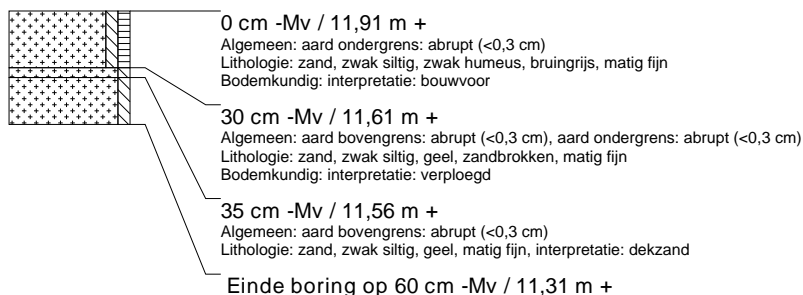 0 cm -Mv / 11,91 m +
Algemeen: aard ondergrens: abrupt (<0,3 cm)
Lithologie: zand, zwak siltig, zwak humeus, bruingrijs, matig fijn
Bodemkundig: interpretatie: bouwvoor
30 cm -Mv / 11,61 m +
Algemeen: aard bovengrens: abrupt (<0,3 cm), aard ondergrens: abrupt (<0,3 cm)
Lithologie: zand, zwak siltig, geel, zandbrokken, matig fijn
Bodemkundig: interpretatie: verploegd
35 cm -Mv / 11,56 m +
Algemeen: aard bovengrens: abrupt (<0,3 cm)
Lithologie: zand, zwak siltig, geel, matig fijn, interpretatie: dekzand
Einde boring op 60 cm -Mv / 11,31 m +